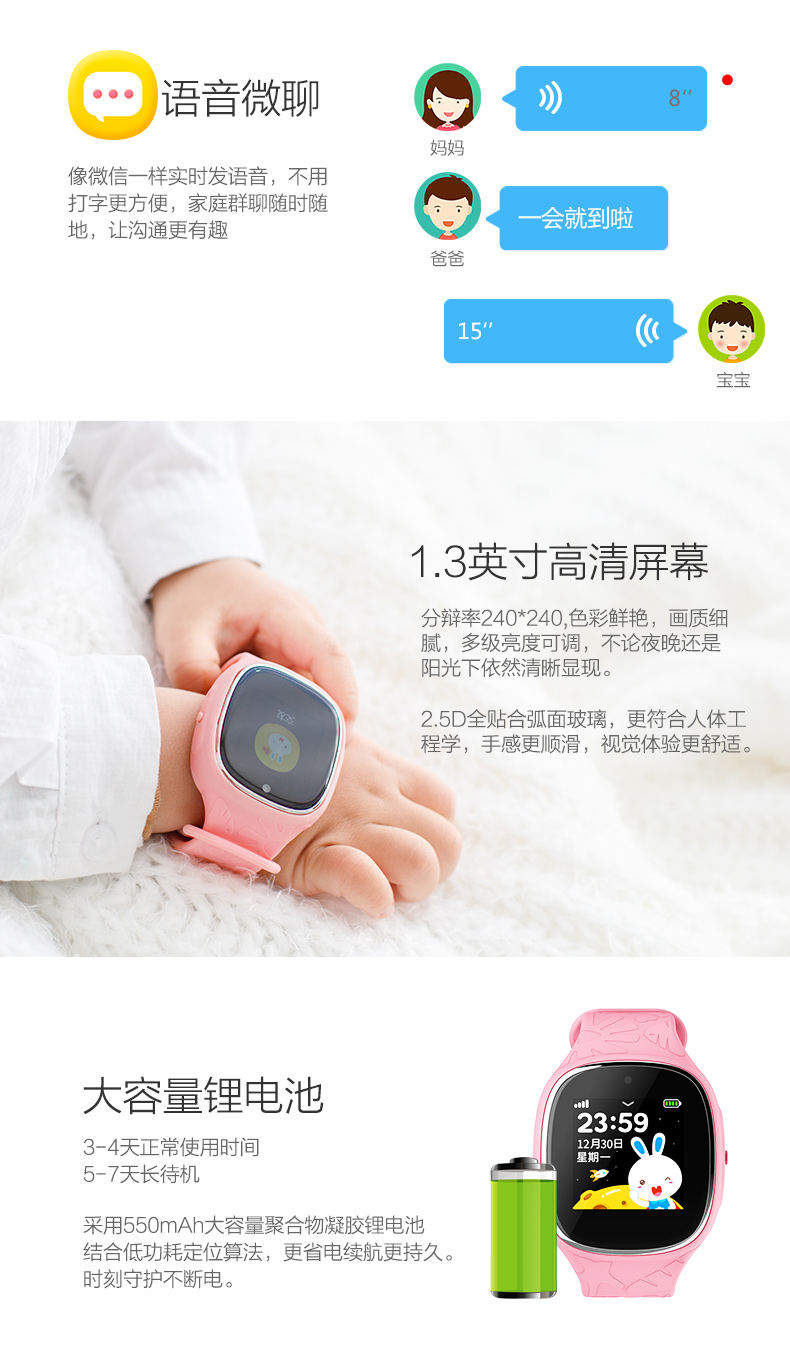 语音微聊
像微信一样实时发语音，不用
打字更方便，家庭群聊随时随
地，让沟通更有趣
8′′
妈妈
一会就到啦
爸爸
15′′
宝宝
1.3英寸高清屏幕
分辩率240*240,色彩鲜艳，画质细
腻，多级亮度可调，不论夜晚还是
阳光下依然清晰显现。
2.5D全贴合弧面玻璃，更符合人体工
程学，手感更顺滑，视觉体验更舒适。
大容量锂电池
3-4天正常使用时间
5-7天长待机
采用550mAh大容量聚合物凝胶锂电池
结合低功耗定位算法，更省电续航更持久。
时刻守护不断电。
23:59
12月30日
星期一